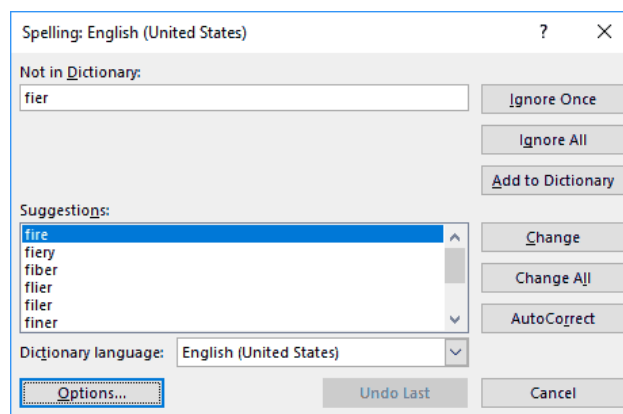 Spelling: English (United States)
Not in Dictionary:
fier
Ignore Once
Ignore All
Add to Dictionary
Suggestions:
fire
fiery
fiber
flier
filer
finer
Change
Change All
AutoCorrect
Dictionary language: English (United States)
Options... Undo Last Cancel